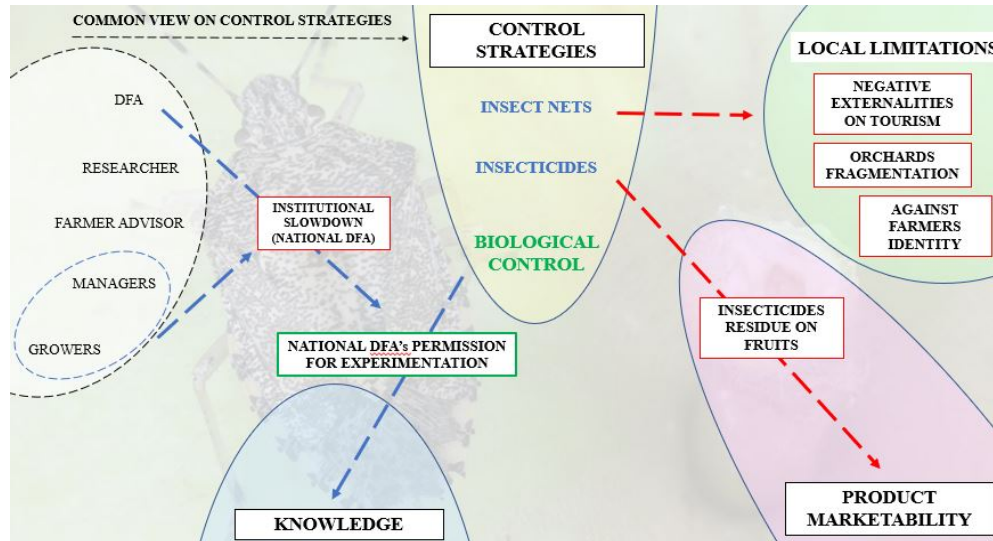 COMMON VIEW ON CONTROL STRATEGIES
CONTROL
STRATEGIES
LOCAL LIMITATIONS
DFA
RESEARCHER
FARMER ADVISOR
MANAGERS
GROWERS
INSTITUTIONAL
SLOWDOWN
(NATIONAL DFA)
NATIONAL DFA's PERMISSION
FOR EXPERIMENTATION
INSECT NETS
INSECTICIDES
BIOLOGICAL
CONTROL
NEGATIVE
EXTERNALITIES
ON TOURISM
ORCHARDS
FRAGMENTATION
AGAINST
FARMERS
IDENTITY
INSECTICIDES
RESIDUE ON
FRUITS
KNOWLEDGE
PRODUCT
MARKETABILITY